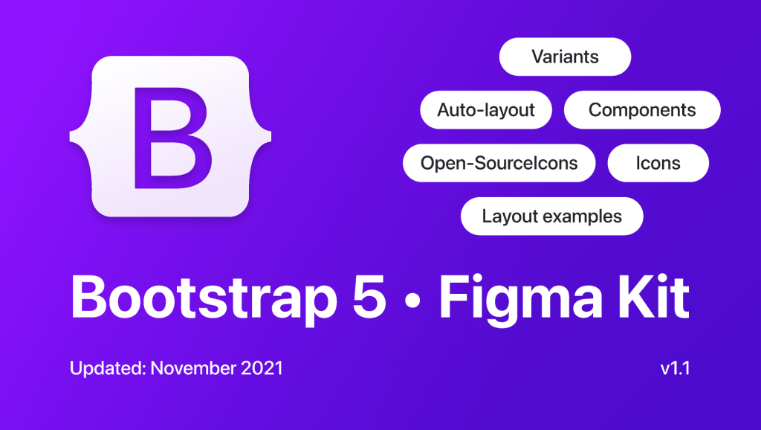 B
Variants
Auto-layout Components
Open-SourceIcons Icons
Layout examples
Bootstrap 5 • Figma Kit
Updated: November 2021 v1.1